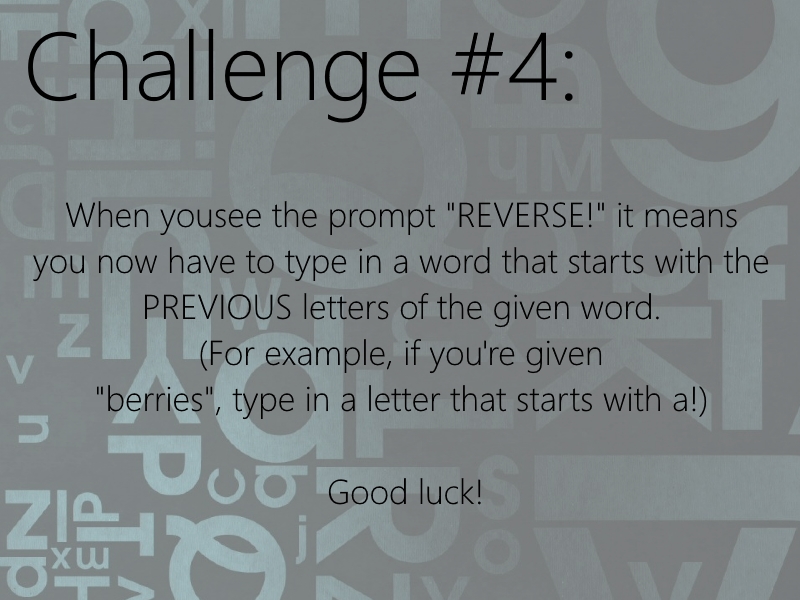 Challenge #4:
When yousee the prompt "REVERSE!" it means
you now have to type in a word that starts with the
PREVIOUS letters of the given word.
(For example, if you're given
"berries", type in a letter that starts with a!)
Good luck!